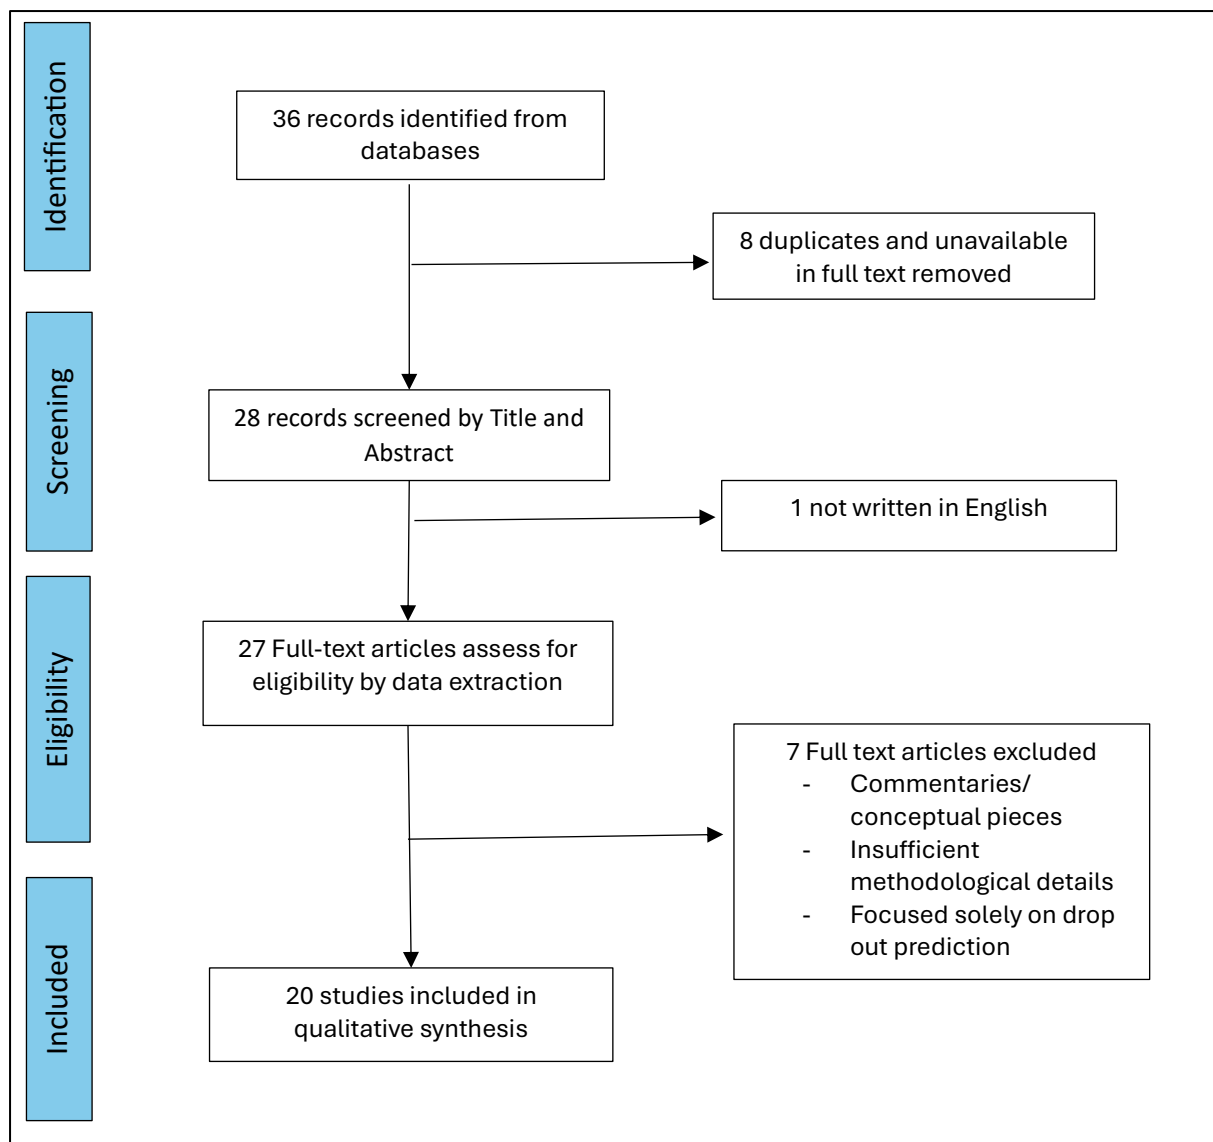 Identification
36 records identified from
databases
8 duplicates and unavailable
in full text removed
Screening
28 records screened by Title and
Abstract
1 not written in English
Eligibility
27 Full-text articles assess for
eligibility by data extraction
7 Full text articles excluded
- Commentaries/
conceptual pieces
- Insufficient
methodological details
- Focused solely on drop
out prediction
Included
20 studies included in
qualitative synthesis